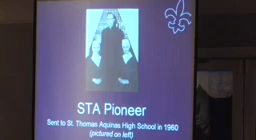 STA Pioneer
Sent to St. Thomas Aquinas High School in 1960
(pictured on left)